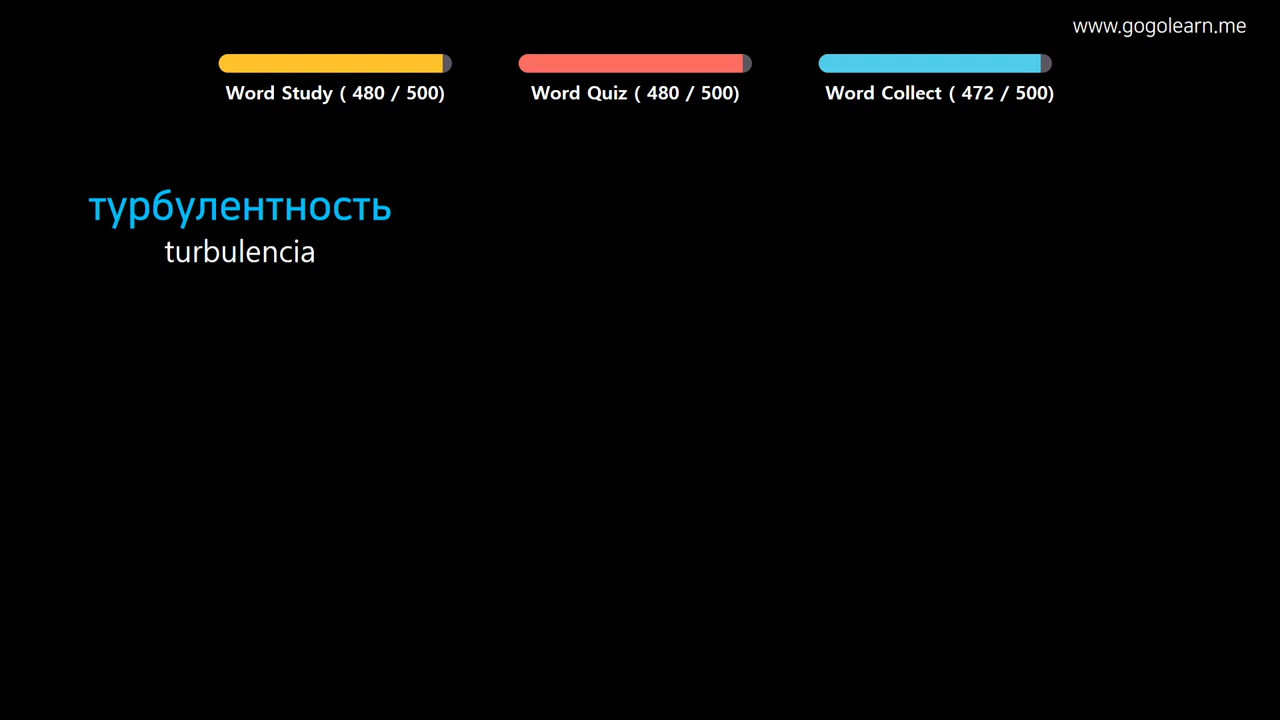 www.gogolearn.me
Word Study ( 480 / 500)
Word Quiz ( 480 / 500)
Word Collect ( 472 / 500)
турбулентность
turbulencia